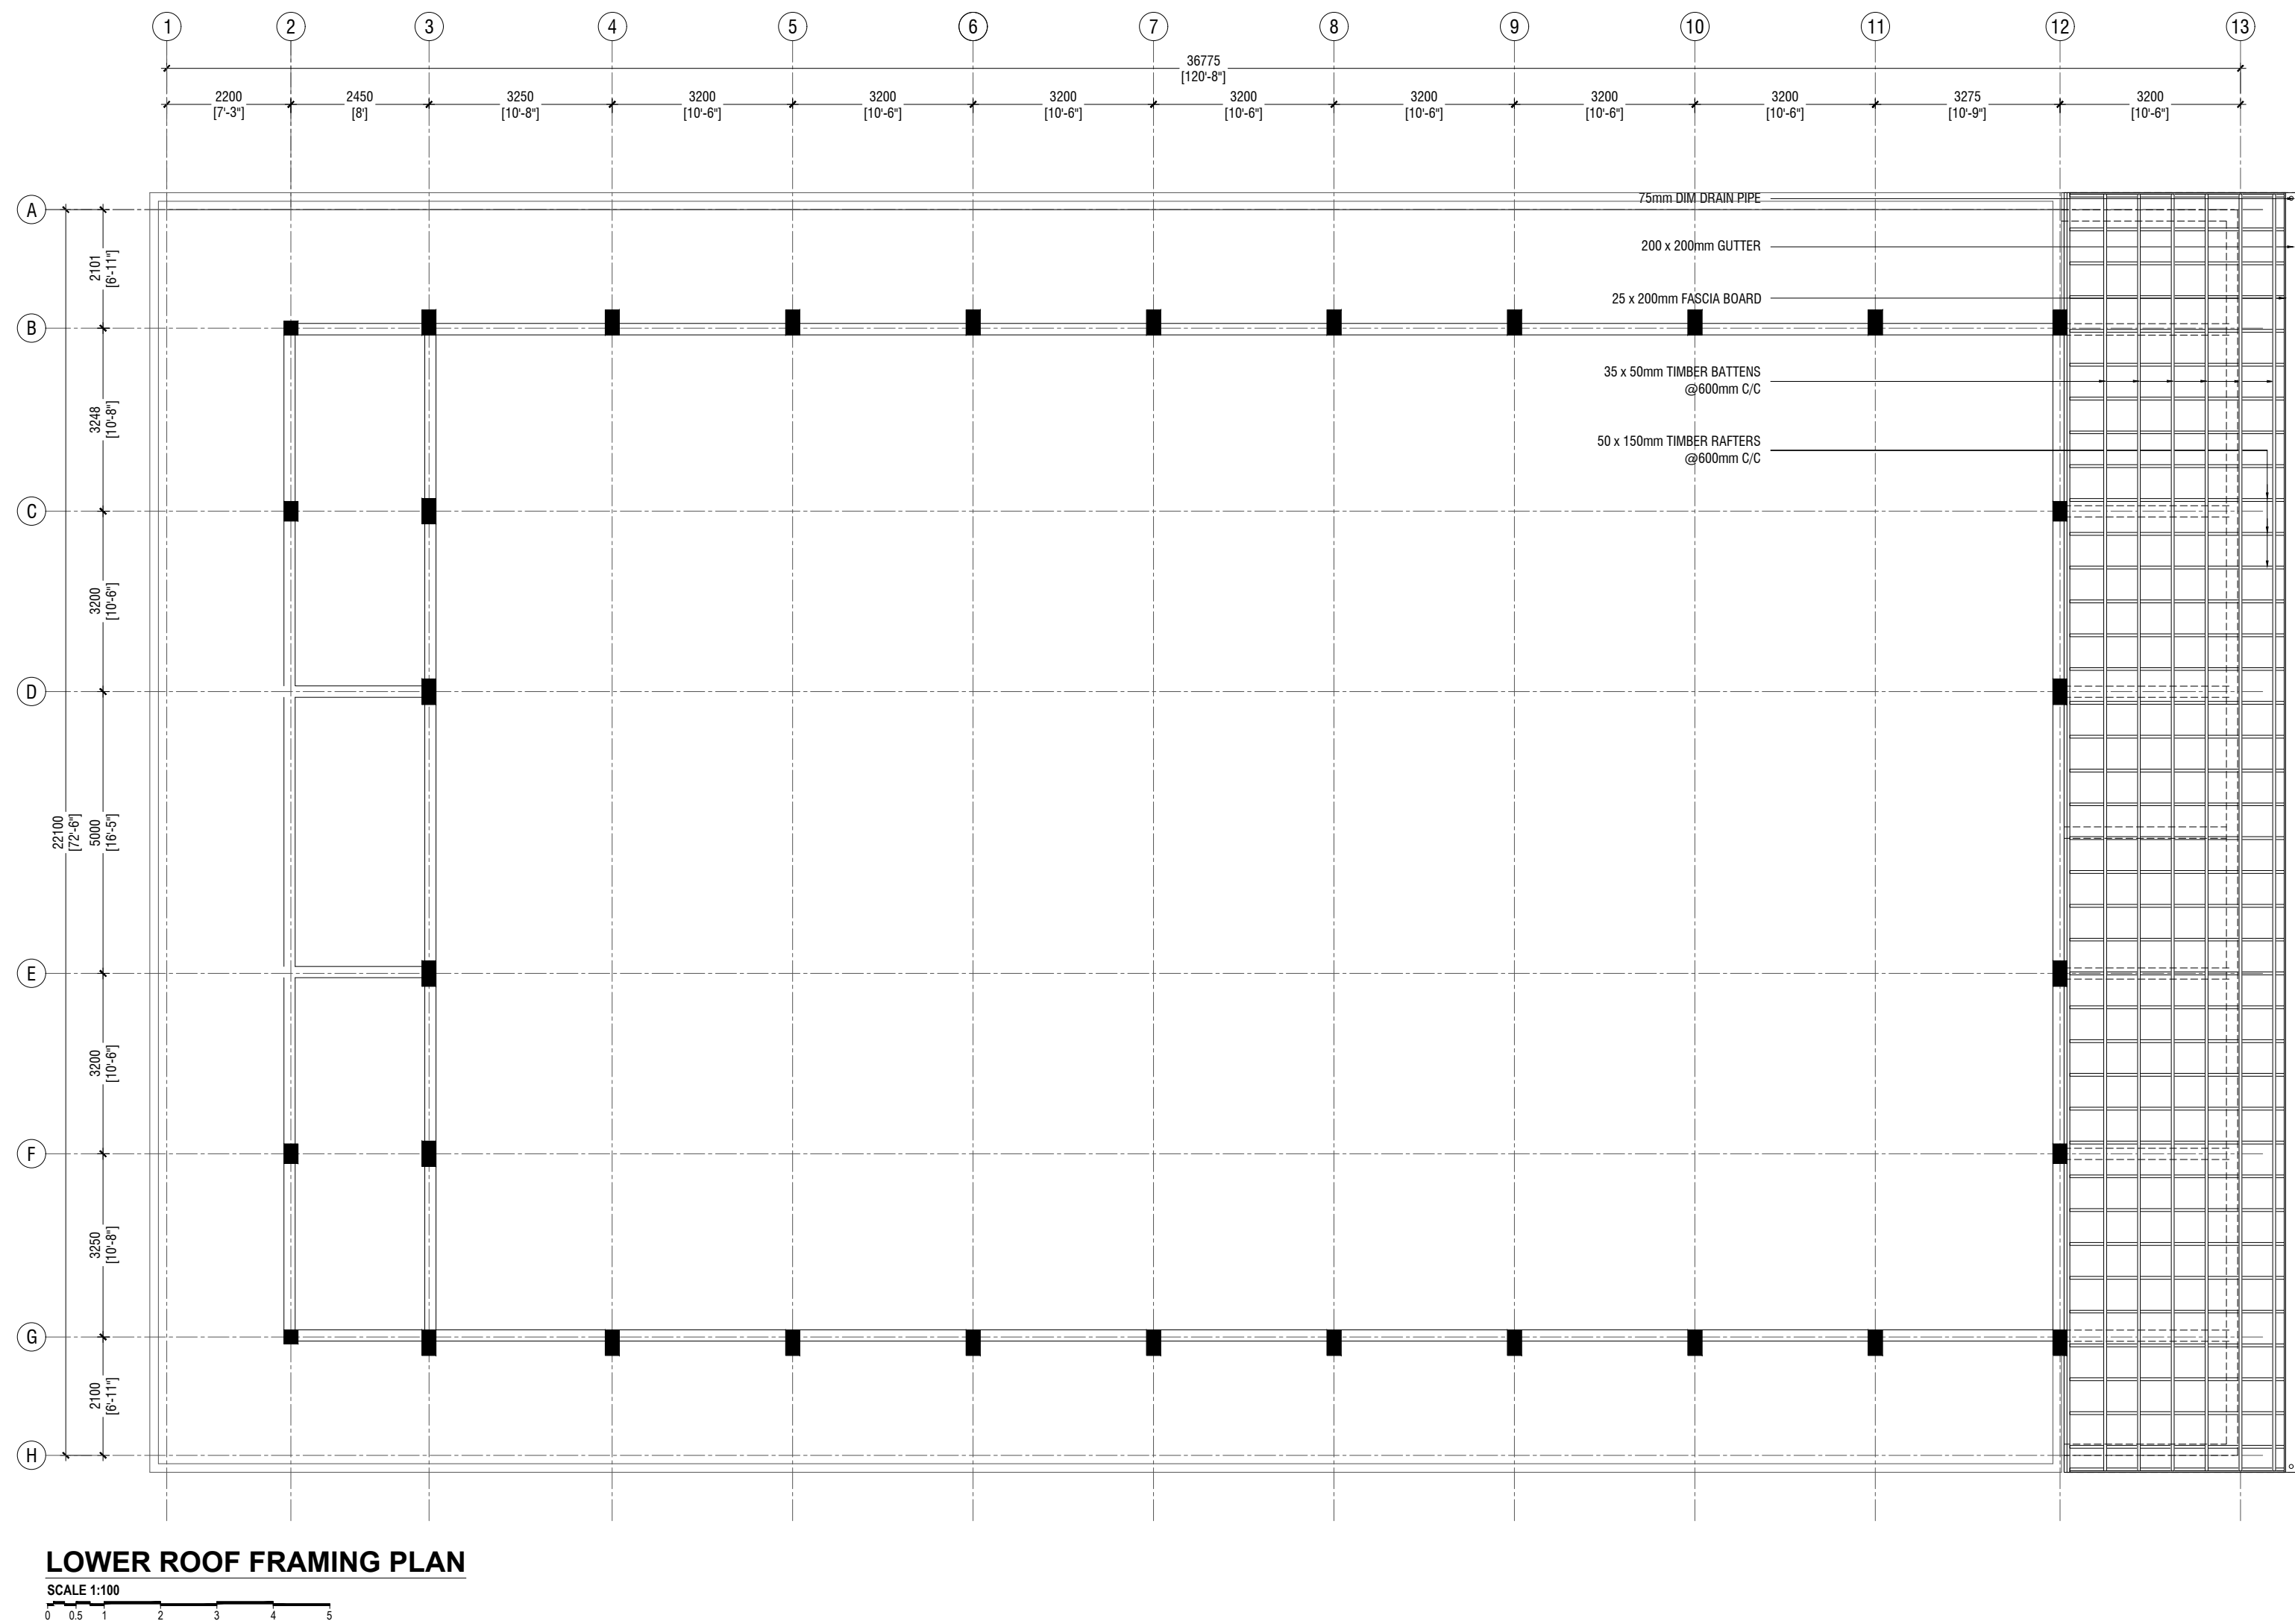 1 2 3 4 5 6 7 8 9 10 11 12 13
36775
[120'-8"]
2200 2450 3250 3200 3200 3200 3200 3200 3200 3200 3275 3200
[7'-3"] [8'] [10'-8"] [10'-6"] [10'-6"] [10'-6"] [10'-6"] [10'-6"] [10'-6"] [10'-6"] [10'-9"] [10'-6"]
A
75mm DIM DRAIN PIPE
2101
[6'-11"]
200 x 200mm GUTTER
25 x 200mm FASCIA BOARD
B
35 x 50mm TIMBER BATTENS
@600mm C/C
3248
[10'-8"]
50 x 150mm TIMBER RAFTERS
@600mm C/C
C
3200
[10'-6"]
D
22100
[72'-6"]
5000
[16'-5"]
E
3200
[10'-6"]
F
3250
[10'-8"]
G
2100
[6'-11"]
H
LOWER ROOF FRAMING PLAN
SCALE 1:100
0 0.5 1 2 3 4 5